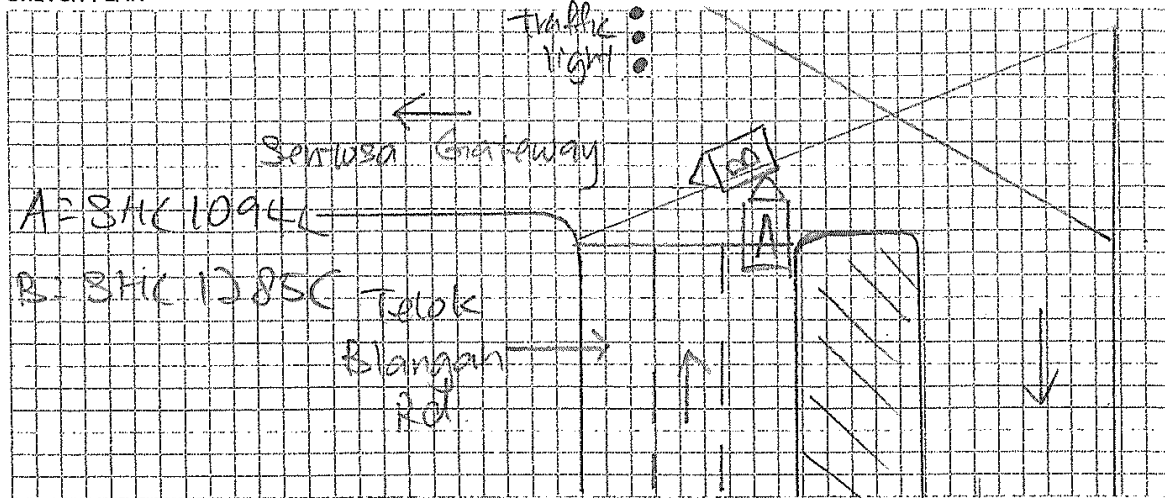 Traffic
light
Sentosa Gateway
A = SHC 1094L
B = SHC 1285C
Telok
Blangah
Rd
B
A